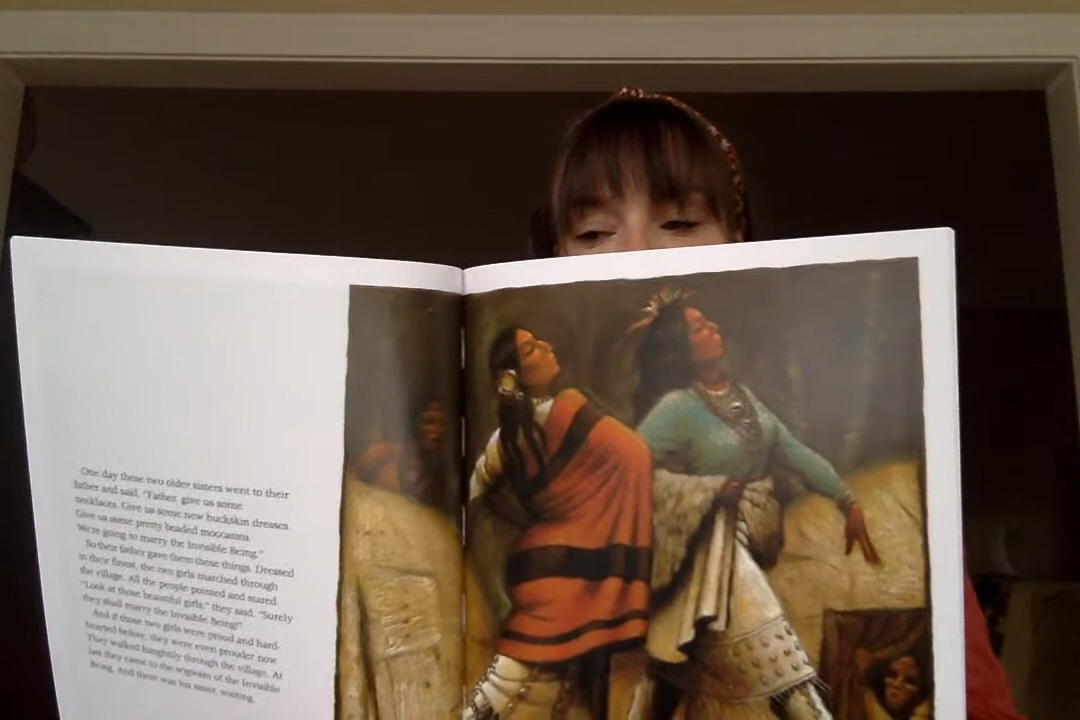 One day these two older sisters went to their
father and said, "Father, give us some
necklaces. Give us some new buckskin dresses.
Give us some pretty beaded moccasins.
We're going to marry the Invisible Being."
So their father gave them these things. Dressed
in their finest, the two girls marched through
the village. All the people pointed and stared.
"Look at those beautiful girls," they said. "Surely
they shall marry the Invisible Being!"
And if those two girls were proud and hard-
hearted before, they were even prouder now.
They walked haughtily through the village. At
last they came to the wigwam of the Invisible
Being. And there was his sister, waiting.